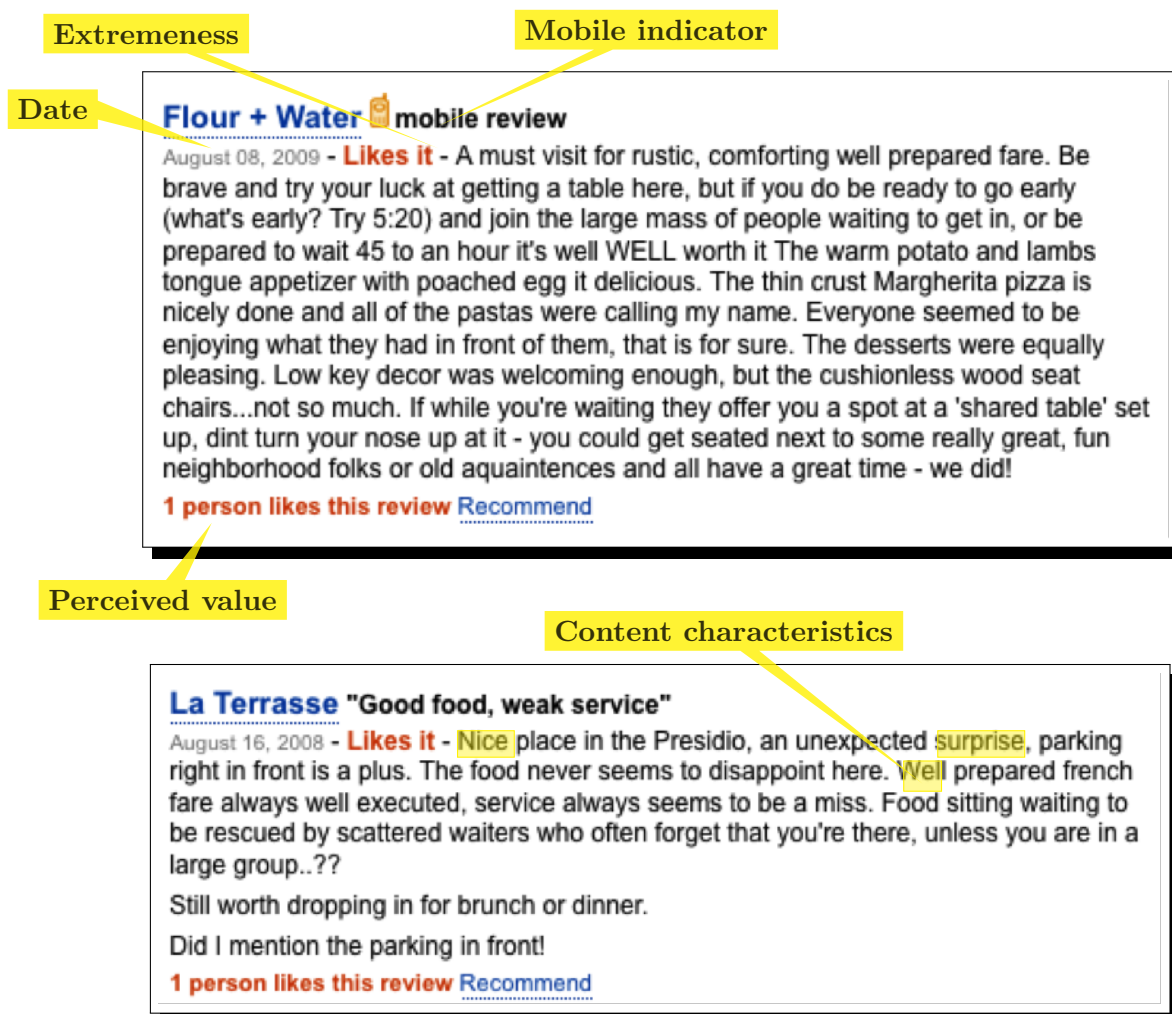 Extremeness
Mobile indicator
Date
Flour + Water mobile review
August 08, 2009 - Likes it - A must visit for rustic, comforting well prepared fare. Be
brave and try your luck at getting a table here, but if you do be ready to go early
(what's early? Try 5:20) and join the large mass of people waiting to get in, or be
prepared to wait 45 to an hour it's well WELL worth it The warm potato and lambs
tongue appetizer with poached egg it delicious. The thin crust Margherita pizza is
nicely done and all of the pastas were calling my name. Everyone seemed to be
enjoying what they had in front of them, that is for sure. The desserts were equally
pleasing. Low key decor was welcoming enough, but the cushionless wood seat
chairs...not so much. If while you're waiting they offer you a spot at a 'shared table' set
up, dint turn your nose up at it - you could get seated next to some really great, fun
neighborhood folks or old aquaintences and all have a great time - we did!
1 person likes this review Recommend
Perceived value
Content characteristics
La Terrasse "Good food, weak service"
August 16, 2008 - Likes it - Nice place in the Presidio, an unexpected surprise, parking
right in front is a plus. The food never seems to disappoint here. Well prepared french
fare always well executed, service always seems to be a miss. Food sitting waiting to
be rescued by scattered waiters who often forget that you're there, unless you are in a
large group..??
Still worth dropping in for brunch or dinner.
Did I mention the parking in front!
1 person likes this review Recommend